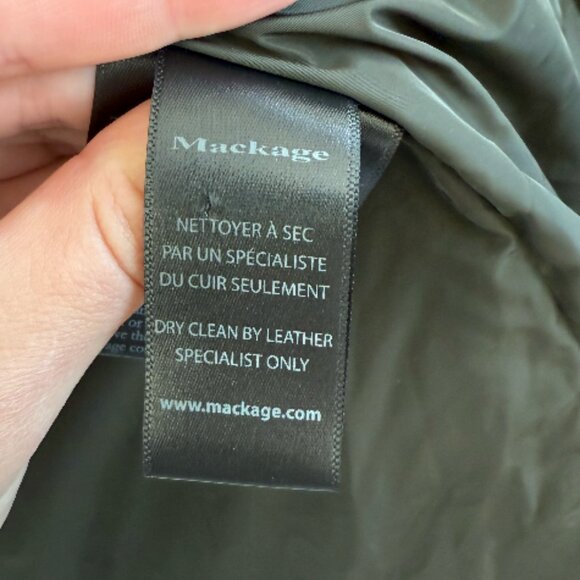 Mackage
NETTOYER À SEC
PAR UN SPÉCIALISTE
DU CUIR SEULEMENT
DRY CLEAN BY LEATHER
SPECIALIST ONLY
www.mackage.com